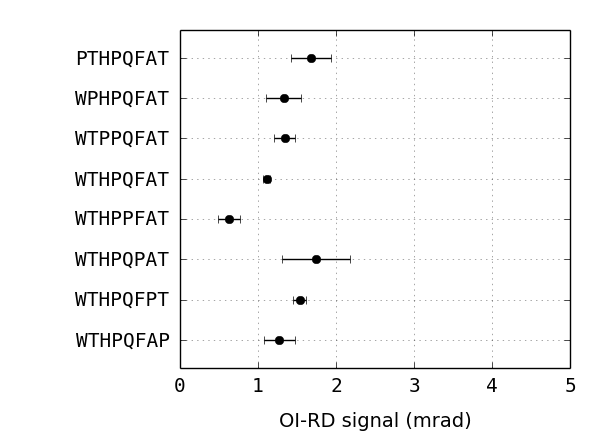 PTHPQFAT
WPHPQFAT
WTPPQFAT
WTHPQFAT
WTHPPFAT
WTHPQPAT
WTHPQFPT
WTHPQFAP
0 1 2 3 4 5
OI-RD signal (mrad)